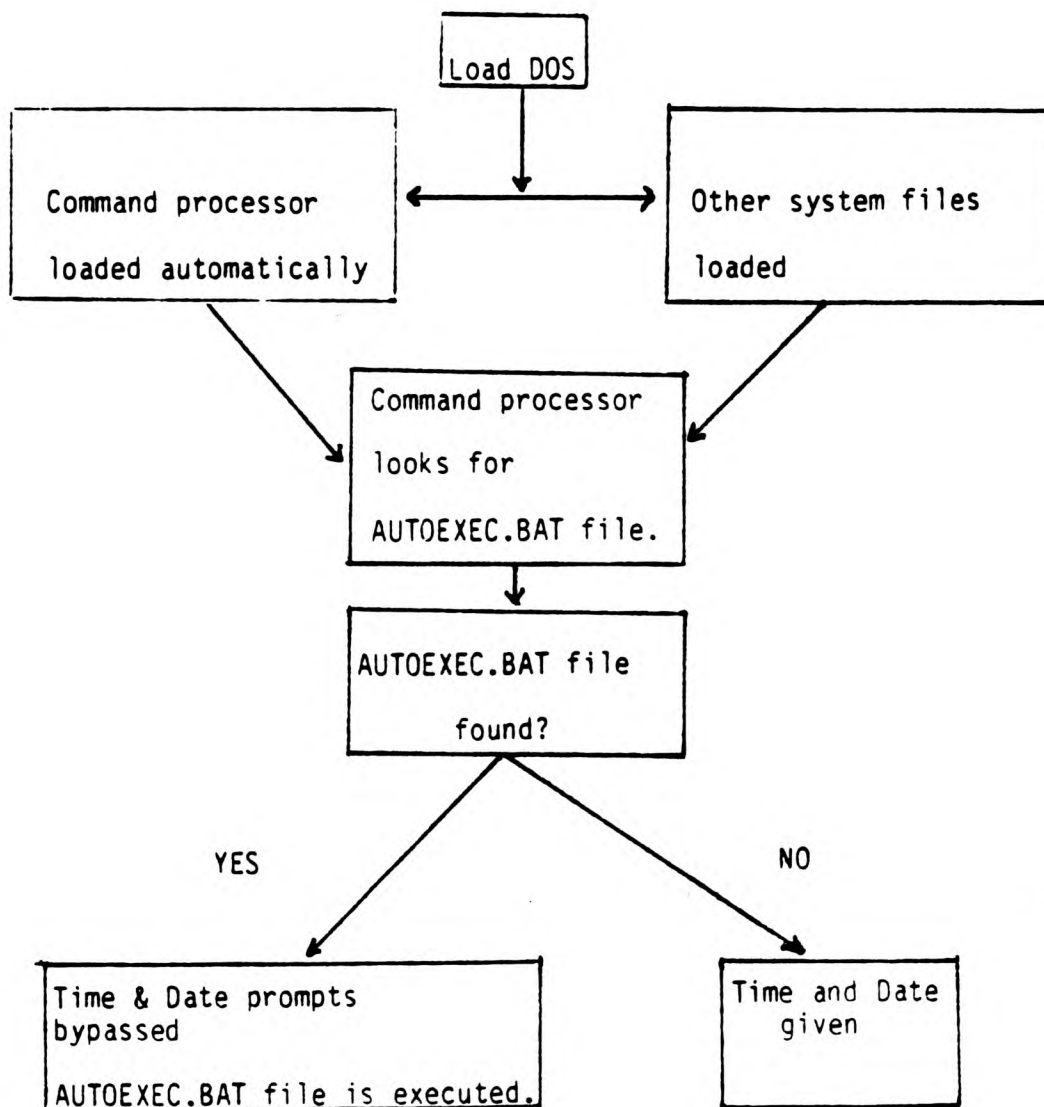 Load DOS
Command processor
loaded automatically
Other system files
loaded
Command processor
looks for
AUTOEXEC.BAT file.
AUTOEXEC.BAT file
found?
YES
NO
Time & Date prompts
bypassed
AUTOEXEC.BAT file is executed.
Time and Date
given